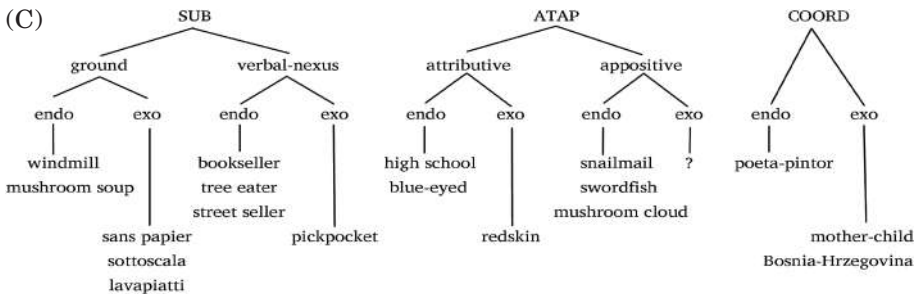 (C) SUB ATAP COORD
ground verbal-nexus attributive appositive
endo exo endo exo endo exo endo exo endo exo
windmill bookseller high school snailmail ? poeta-pintor
mushroom soup tree eater blue-eyed swordfish
street seller mushroom cloud
sans papier pickpocket redskin mother-child
sottoscala Bosnia-Hrzegovina
lavapiatti